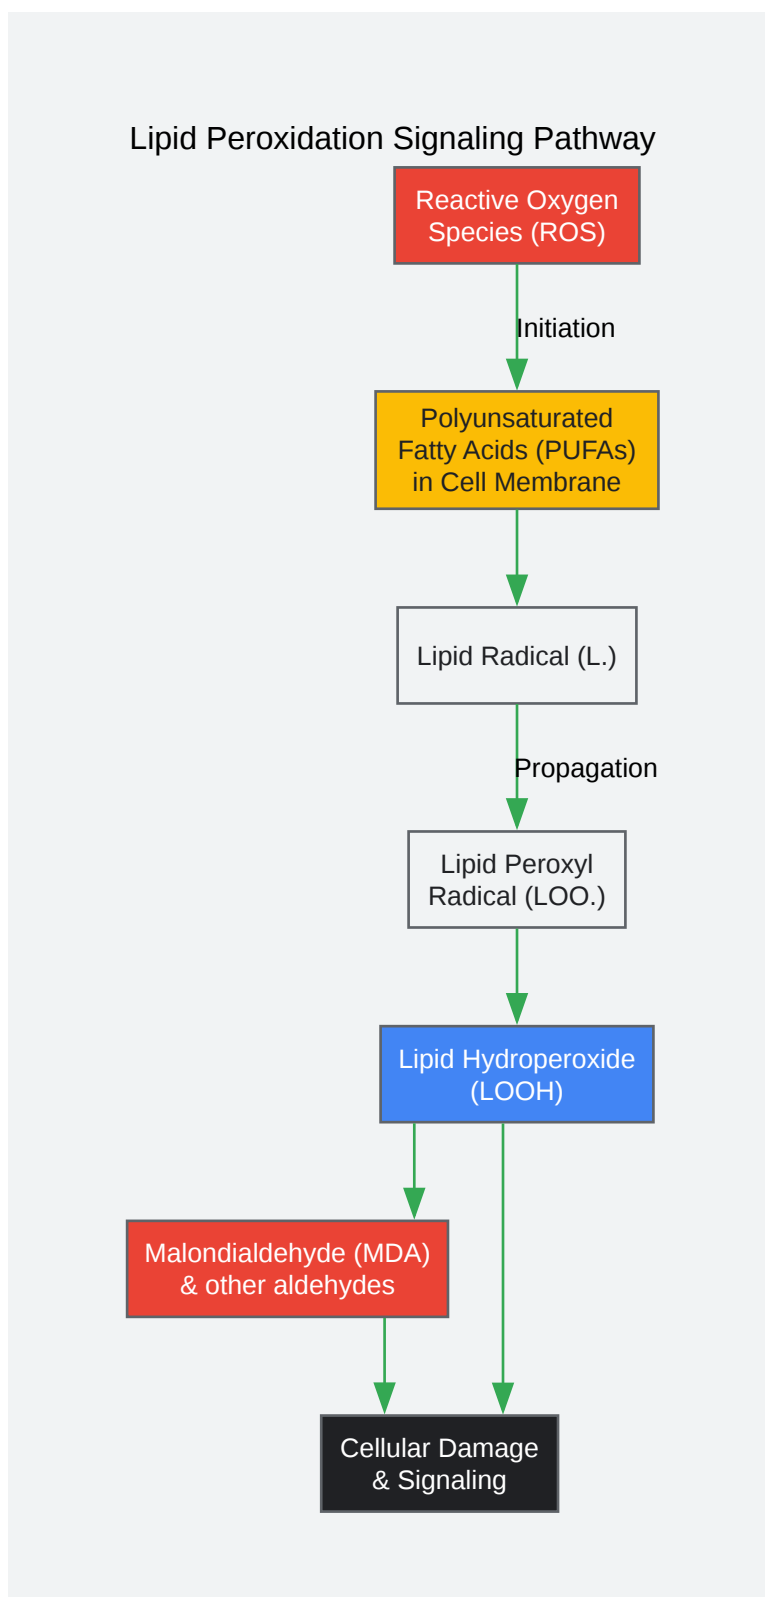 Lipid Peroxidation Signaling Pathway
Reactive Oxygen
Species (ROS)
Initiation
Polyunsaturated
Fatty Acids (PUFAs)
in Cell Membrane
Lipid Radical (L.)
Propagation
Lipid Peroxyl
Radical (LOO.)
Lipid Hydroperoxide
(LOOH)
Malondialdehyde (MDA)
& other aldehydes
Cellular Damage
& Signaling